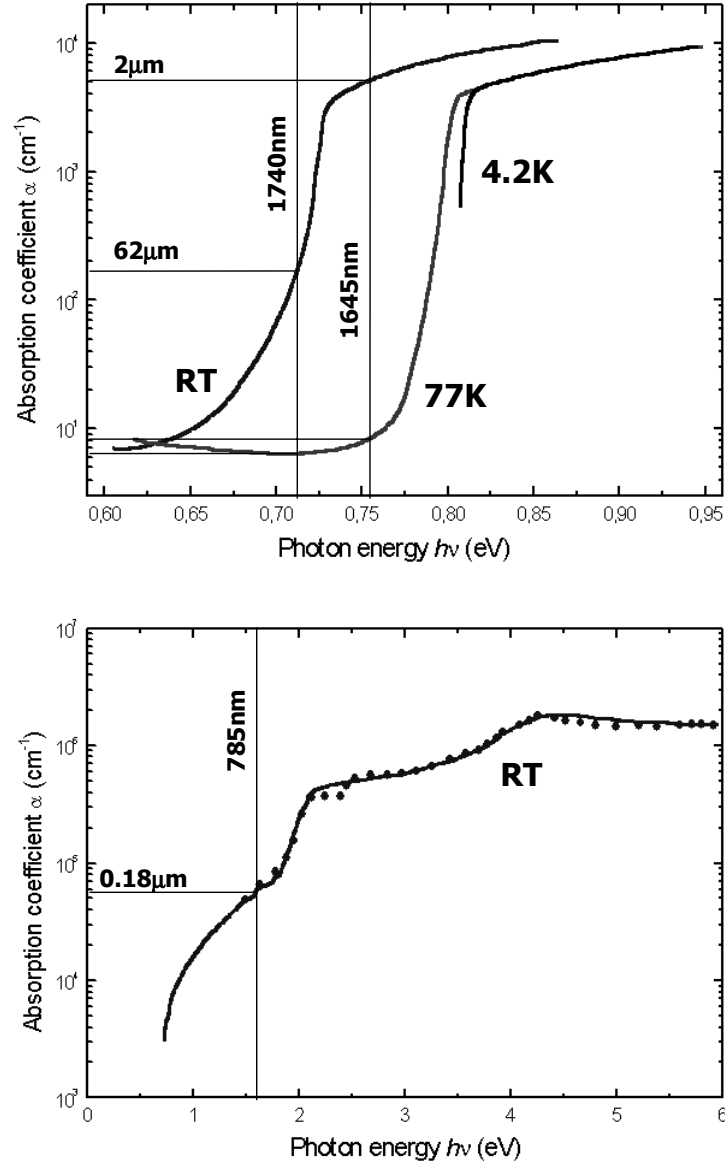 10⁴
2μm
1740nm
4.2K
10³
Absorption coefficient α (cm⁻¹)
62μm
1645nm
10²
RT
77K
10¹
0,60 0,65 0,70 0,75 0,80 0,85 0,90 0,95
Photon energy hν (eV)
10⁷
785nm
10⁶
RT
Absorption coefficient α (cm⁻¹)
10⁵
0.18μm
10⁴
10³
0 1 2 3 4 5 6
Photon energy hν (eV)